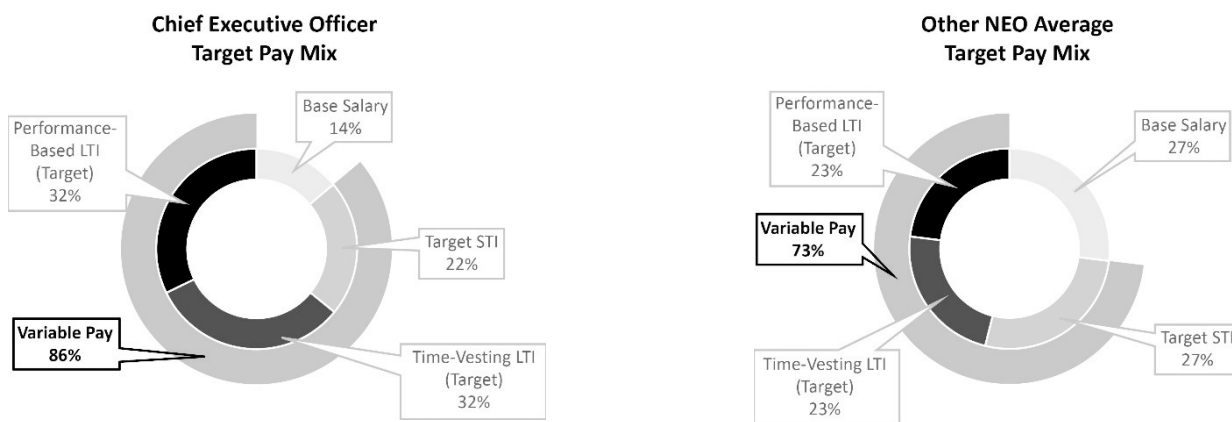 Chief Executive Officer
Target Pay Mix
Base Salary
14%
Performance-
Based LTI
(Target)
32%
Target STI
22%
Variable Pay
86%
Time-Vesting LTI
(Target)
32%
Other NEO Average
Target Pay Mix
Performance-
Based LTI
(Target)
23%
Base Salary
27%
Variable Pay
73%
Target STI
27%
Time-Vesting LTI
(Target)
23%